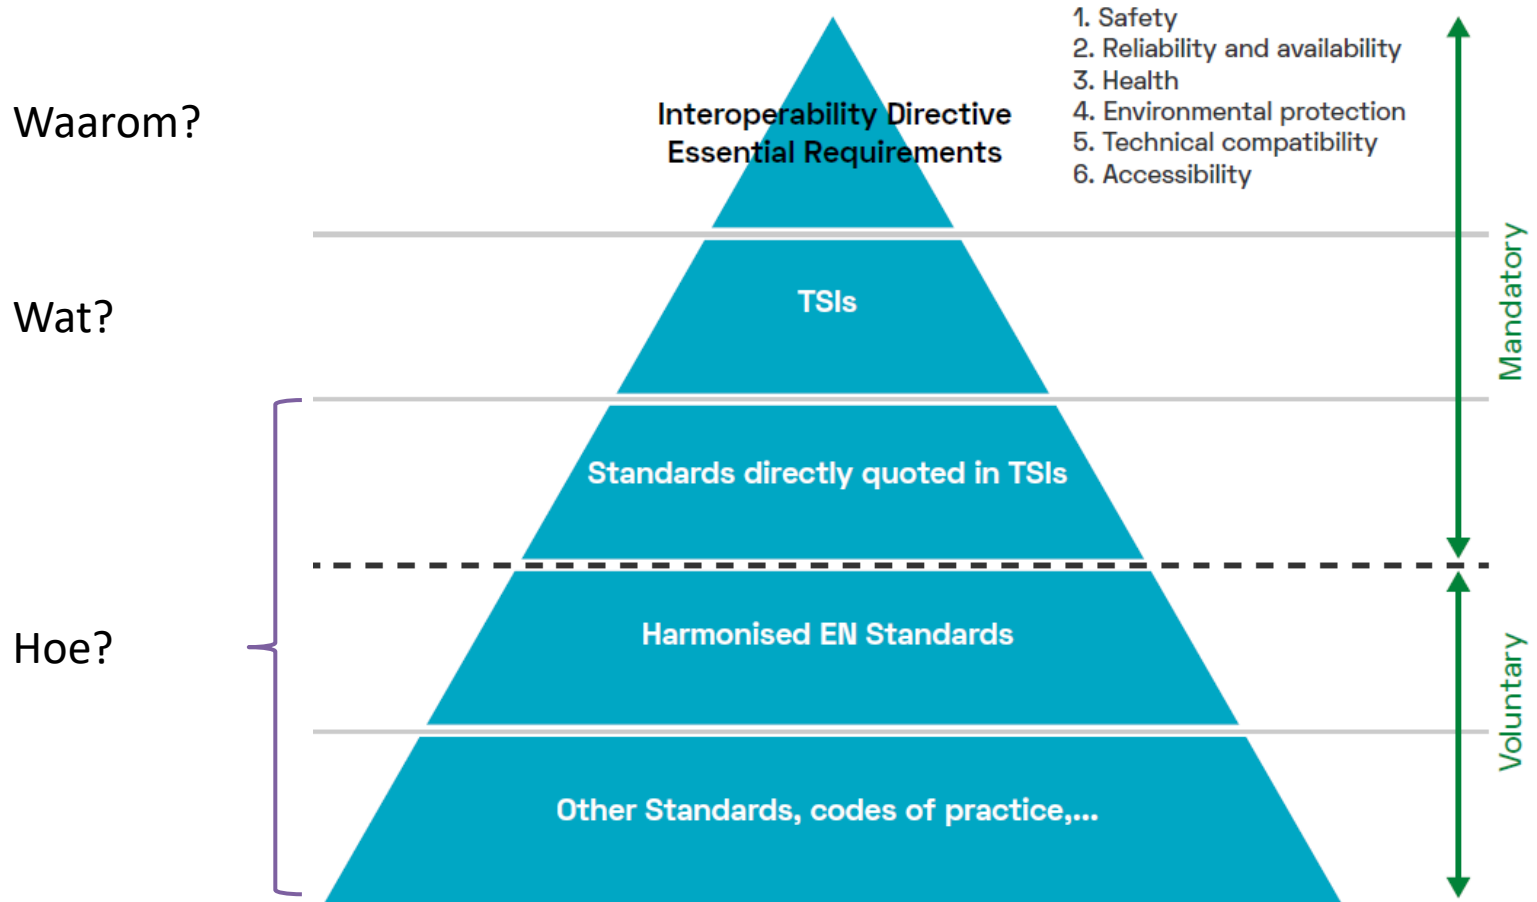 Waarom?
Interoperability Directive
Essential Requirements
1. Safety
2. Reliability and availability
3. Health
4. Environmental protection
5. Technical compatibility
6. Accessibility
Mandatory
Wat?
TSIs
Standards directly quoted in TSIs
Hoe?
Harmonised EN Standards
Voluntary
Other Standards, codes of practice,...